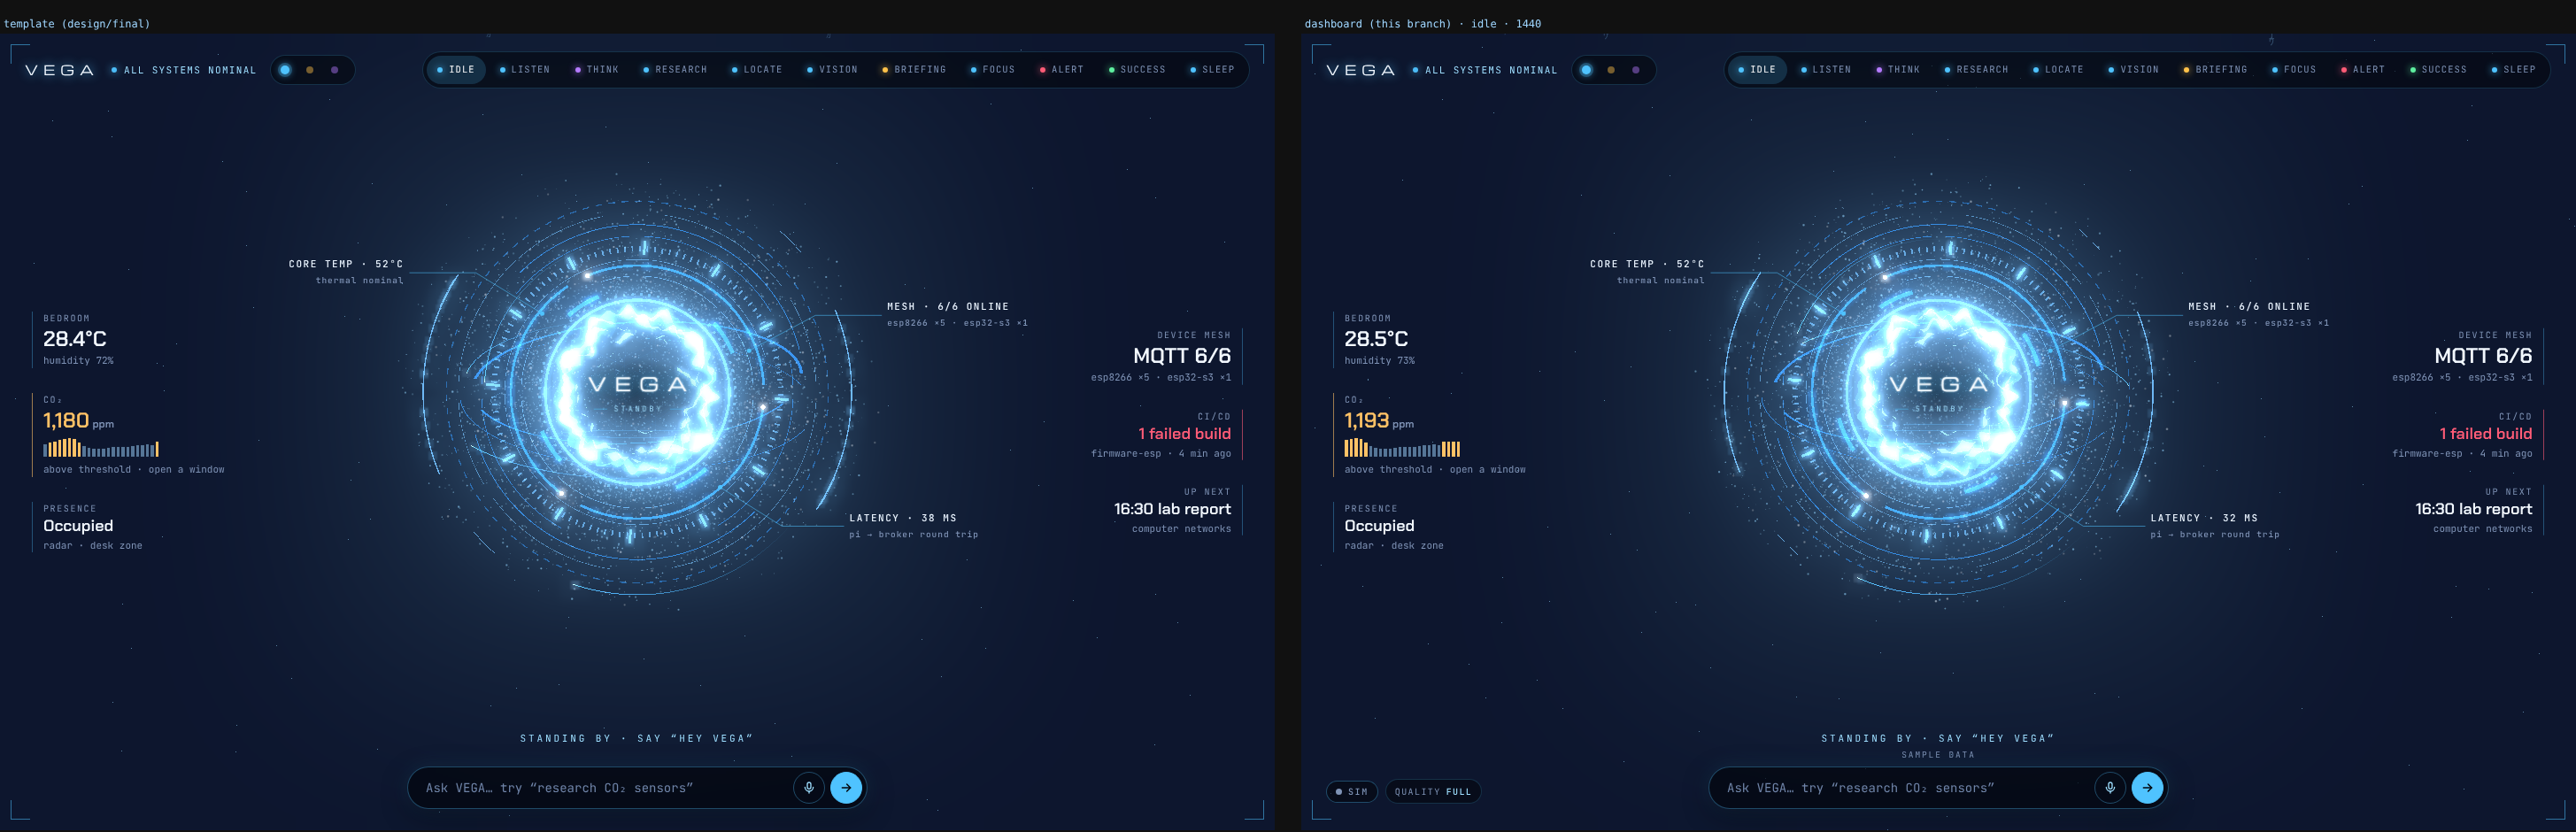 template (design/final)
VEGA ALL SYSTEMS NOMINAL
IDLE LISTEN THINK RESEARCH LOCATE VISION BRIEFING FOCUS ALERT SUCCESS SLEEP
CORE TEMP · 52°C
thermal nominal
MESH · 6/6 ONLINE
esp8266 ×5 · esp32-s3 ×1
BEDROOM
28.4°C
humidity 72%
CO₂
1,180 ppm
above threshold · open a window
PRESENCE
Occupied
radar · desk zone
VEGA
STANDBY
DEVICE MESH
MQTT 6/6
esp8266 ×5 · esp32-s3 ×1
CI/CD
1 failed build
firmware-esp · 4 min ago
UP NEXT
16:30 lab report
computer networks
LATENCY · 38 MS
pi → broker round trip
STANDING BY · SAY “HEY VEGA”
Ask VEGA… try “research CO₂ sensors”
dashboard (this branch) · idle · 1440
VEGA ALL SYSTEMS NOMINAL
IDLE LISTEN THINK RESEARCH LOCATE VISION BRIEFING FOCUS ALERT SUCCESS SLEEP
CORE TEMP · 52°C
thermal nominal
MESH · 6/6 ONLINE
esp8266 ×5 · esp32-s3 ×1
BEDROOM
28.5°C
humidity 73%
CO₂
1,193 ppm
above threshold · open a window
PRESENCE
Occupied
radar · desk zone
VEGA
STANDBY
DEVICE MESH
MQTT 6/6
esp8266 ×5 · esp32-s3 ×1
CI/CD
1 failed build
firmware-esp · 4 min ago
UP NEXT
16:30 lab report
computer networks
LATENCY · 32 MS
pi → broker round trip
STANDING BY · SAY “HEY VEGA”
SAMPLE DATA
SIM QUALITY FULL
Ask VEGA… try “research CO₂ sensors”